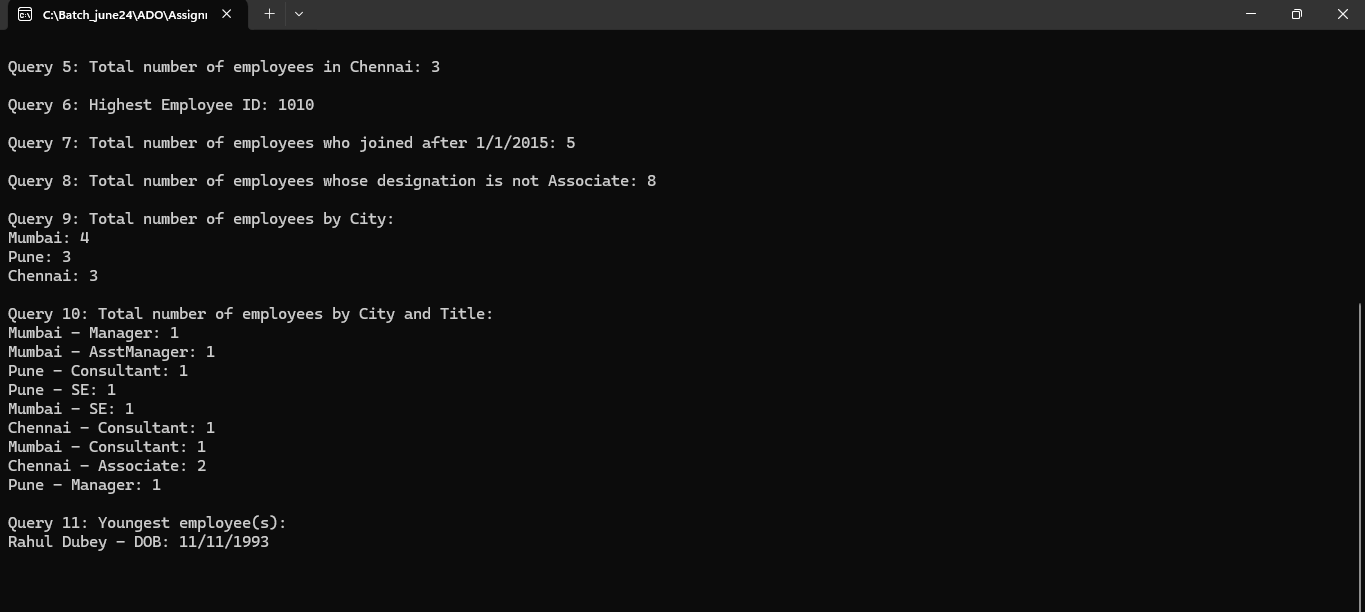 C:\Batch_june24\ADO\Assignr
Query 5: Total number of employees in Chennai: 3
Query 6: Highest Employee ID: 1010
Query 7: Total number of employees who joined after 1/1/2015: 5
Query 8: Total number of employees whose designation is not Associate: 8
Query 9: Total number of employees by City:
Mumbai: 4
Pune: 3
Chennai: 3
Query 10: Total number of employees by City and Title:
Mumbai - Manager: 1
Mumbai - AsstManager: 1
Pune - Consultant: 1
Pune - SE: 1
Mumbai - SE: 1
Chennai - Consultant: 1
Mumbai - Consultant: 1
Chennai - Associate: 2
Pune - Manager: 1
Query 11: Youngest employee(s):
Rahul Dubey - DOB: 11/11/1993